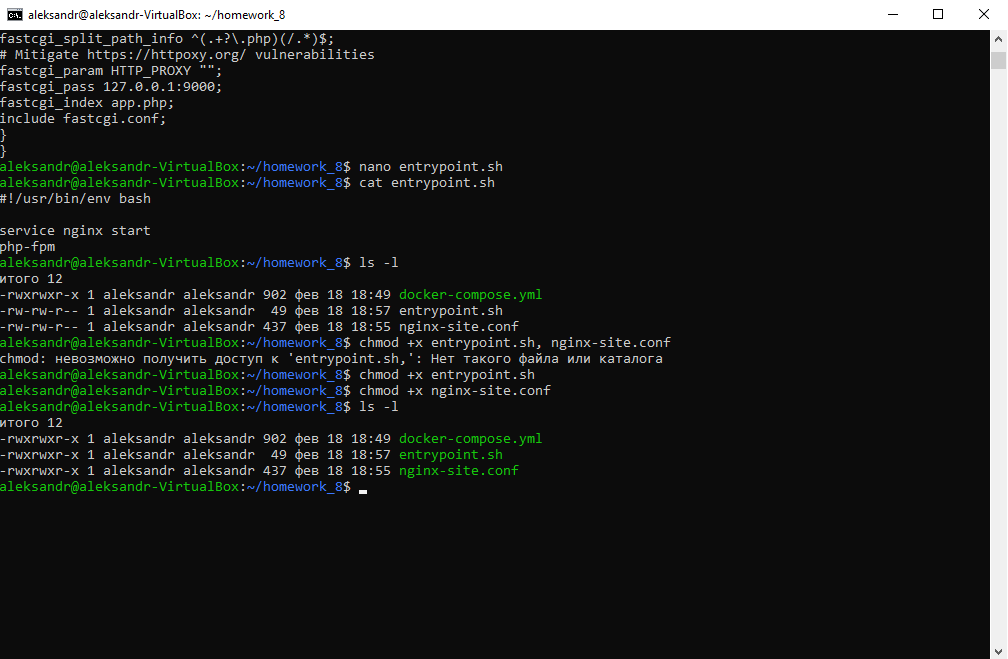 aleksandr@aleksandr-VirtualBox: ~/homework_8
fastcgi_split_path_info ^(.+?\.php)(/.*)$;
# Mitigate https://httpoxy.org/ vulnerabilities
fastcgi_param HTTP_PROXY "";
fastcgi_pass 127.0.0.1:9000;
fastcgi_index app.php;
include fastcgi.conf;
}
}
aleksandr@aleksandr-VirtualBox:~/homework_8$ nano entrypoint.sh
aleksandr@aleksandr-VirtualBox:~/homework_8$ cat entrypoint.sh
#!/usr/bin/env bash

service nginx start
php-fpm
aleksandr@aleksandr-VirtualBox:~/homework_8$ ls -l
итого 12
-rwxrwxr-x 1 aleksandr aleksandr 902 фев 18 18:49 docker-compose.yml
-rw-rw-r-- 1 aleksandr aleksandr  49 фев 18 18:57 entrypoint.sh
-rw-rw-r-- 1 aleksandr aleksandr 437 фев 18 18:55 nginx-site.conf
aleksandr@aleksandr-VirtualBox:~/homework_8$ chmod +x entrypoint.sh, nginx-site.conf
chmod: невозможно получить доступ к 'entrypoint.sh,': Нет такого файла или каталога
aleksandr@aleksandr-VirtualBox:~/homework_8$ chmod +x entrypoint.sh
aleksandr@aleksandr-VirtualBox:~/homework_8$ chmod +x nginx-site.conf
aleksandr@aleksandr-VirtualBox:~/homework_8$ ls -l
итого 12
-rwxrwxr-x 1 aleksandr aleksandr 902 фев 18 18:49 docker-compose.yml
-rwxrwxr-x 1 aleksandr aleksandr  49 фев 18 18:57 entrypoint.sh
-rwxrwxr-x 1 aleksandr aleksandr 437 фев 18 18:55 nginx-site.conf
aleksandr@aleksandr-VirtualBox:~/homework_8$